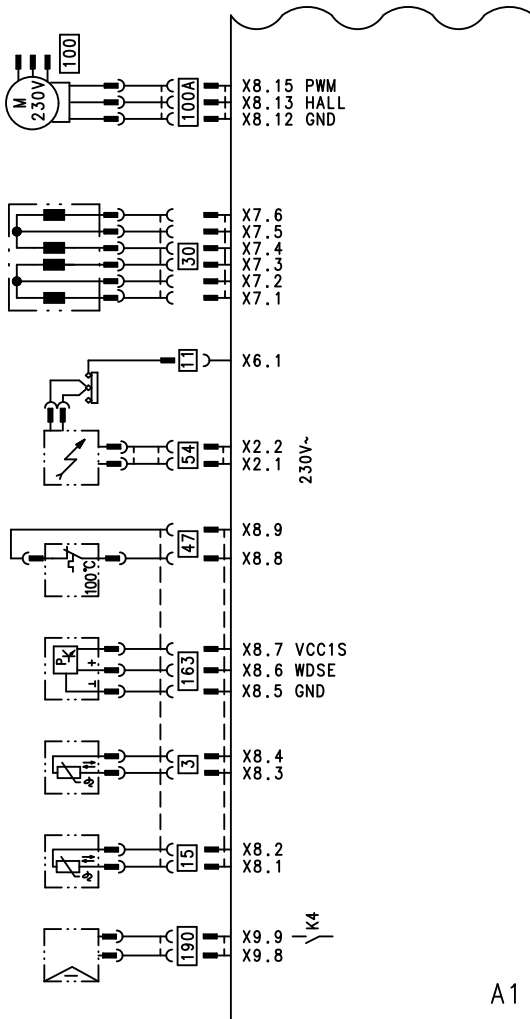 100
M
230V
100A
X8.15 PWM
X8.13 HALL
X8.12 GND
X7.6
X7.5
X7.4
30
X7.3
X7.2
X7.1
11
X6.1
54
X2.2
X2.1
230V~
47
X8.9
X8.8
100°C
P
+
⊥
163
X8.7 VCC1S
X8.6 WDSE
X8.5 GND
3
X8.4
X8.3
ϑ
15
X8.2
X8.1
ϑ
190
X9.9
X9.8
K4
A1